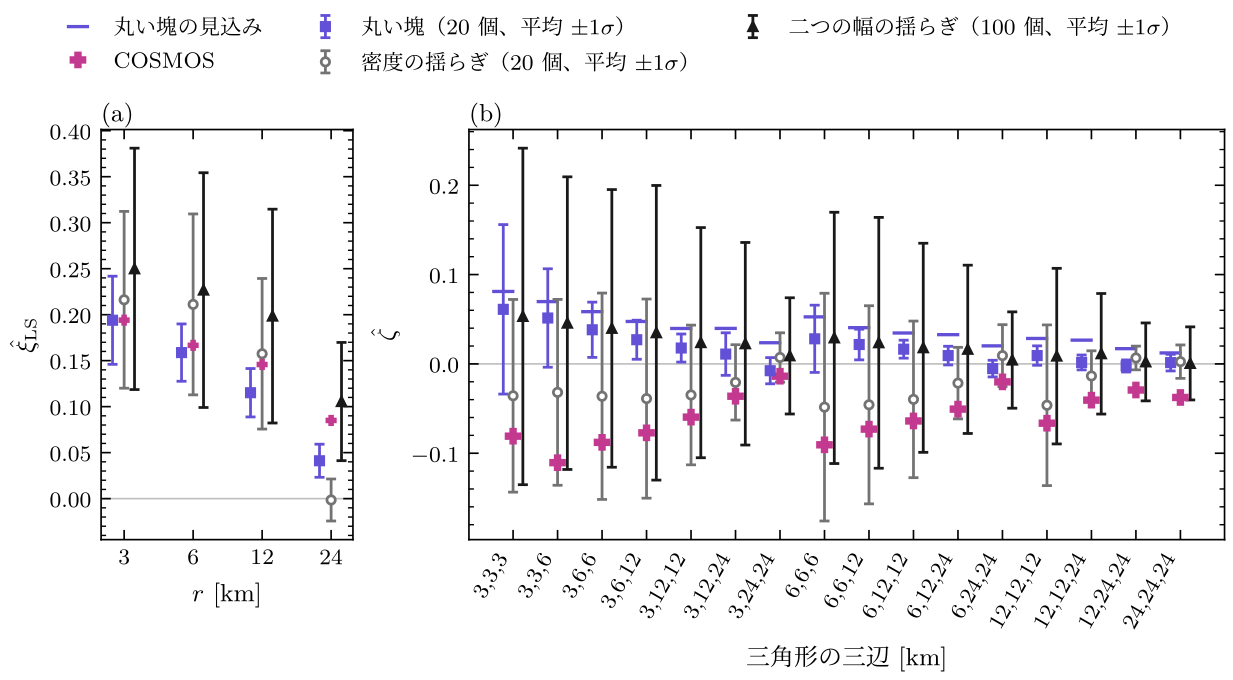 丸い塊の見込み
COSMOS
丸い塊（20 個、平均 ±1σ）
密度の揺らぎ（20 個、平均 ±1σ）
二つの幅の揺らぎ（100 個、平均 ±1σ）
(a)
0.40
0.35
0.30
0.25
0.20
0.15
0.10
0.05
0.00
ξ̂LS
3 6 12 24
r [km]
(b)
0.2
0.1
0.0
−0.1
ζ̂
3,3,3
3,3,6
3,6,6
3,6,12
3,12,12
3,12,24
3,24,24
6,6,6
6,6,12
6,12,12
6,12,24
6,24,24
12,12,12
12,12,24
12,24,24
24,24,24
三角形の三辺 [km]